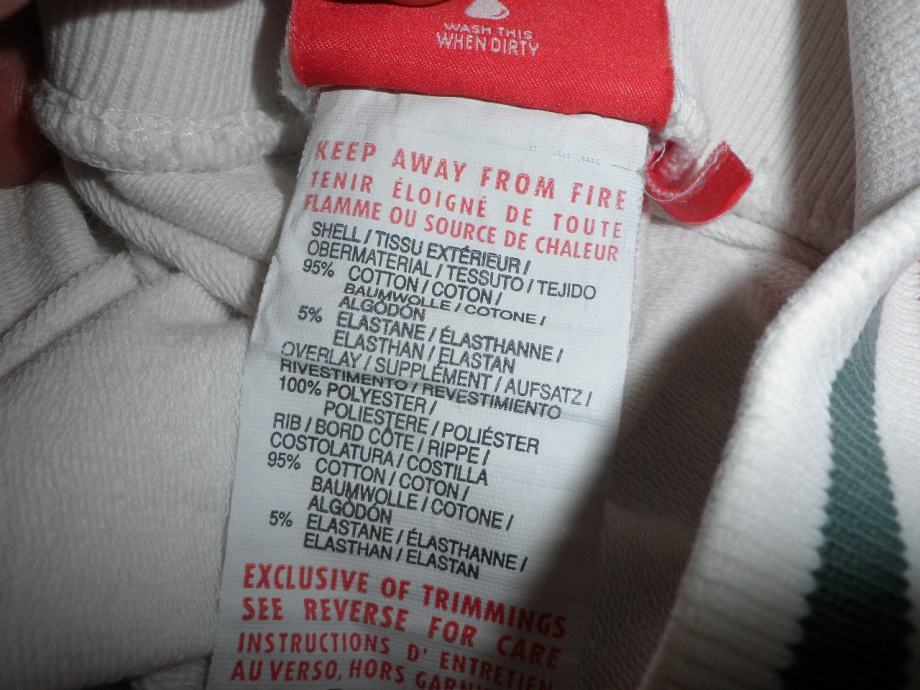 WASH THIS
WHEN DIRTY
KEEP AWAY FROM FIRE
TENIR ÉLOIGNÉ DE TOUTE
FLAMME OU SOURCE DE CHALEUR
SHELL / TISSU EXTÉRIEUR /
OBERMATERIAL / TESSUTO / TEJIDO
95% COTTON / COTON /
BAUMWOLLE / COTONE /
ALGODÓN
5% ELASTANE / ÉLASTHANNE /
ELASTHAN / ELASTAN
OVERLAY / SUPPLÉMENT / AUFSATZ /
RIVESTIMENTO / REVESTIMIENTO
100% POLYESTER /
POLIESTERE / POLIÉSTER
RIB / BORD CÔTE / RIPPE /
COSTOLATURA / COSTILLA
95% COTTON / COTON /
BAUMWOLLE / COTONE /
ALGODÓN
5% ELASTANE / ÉLASTHANNE /
ELASTHAN / ELASTAN
EXCLUSIVE OF TRIMMINGS
SEE REVERSE FOR CARE
INSTRUCTIONS D' ENTRETIEN
AU VERSO, HORS